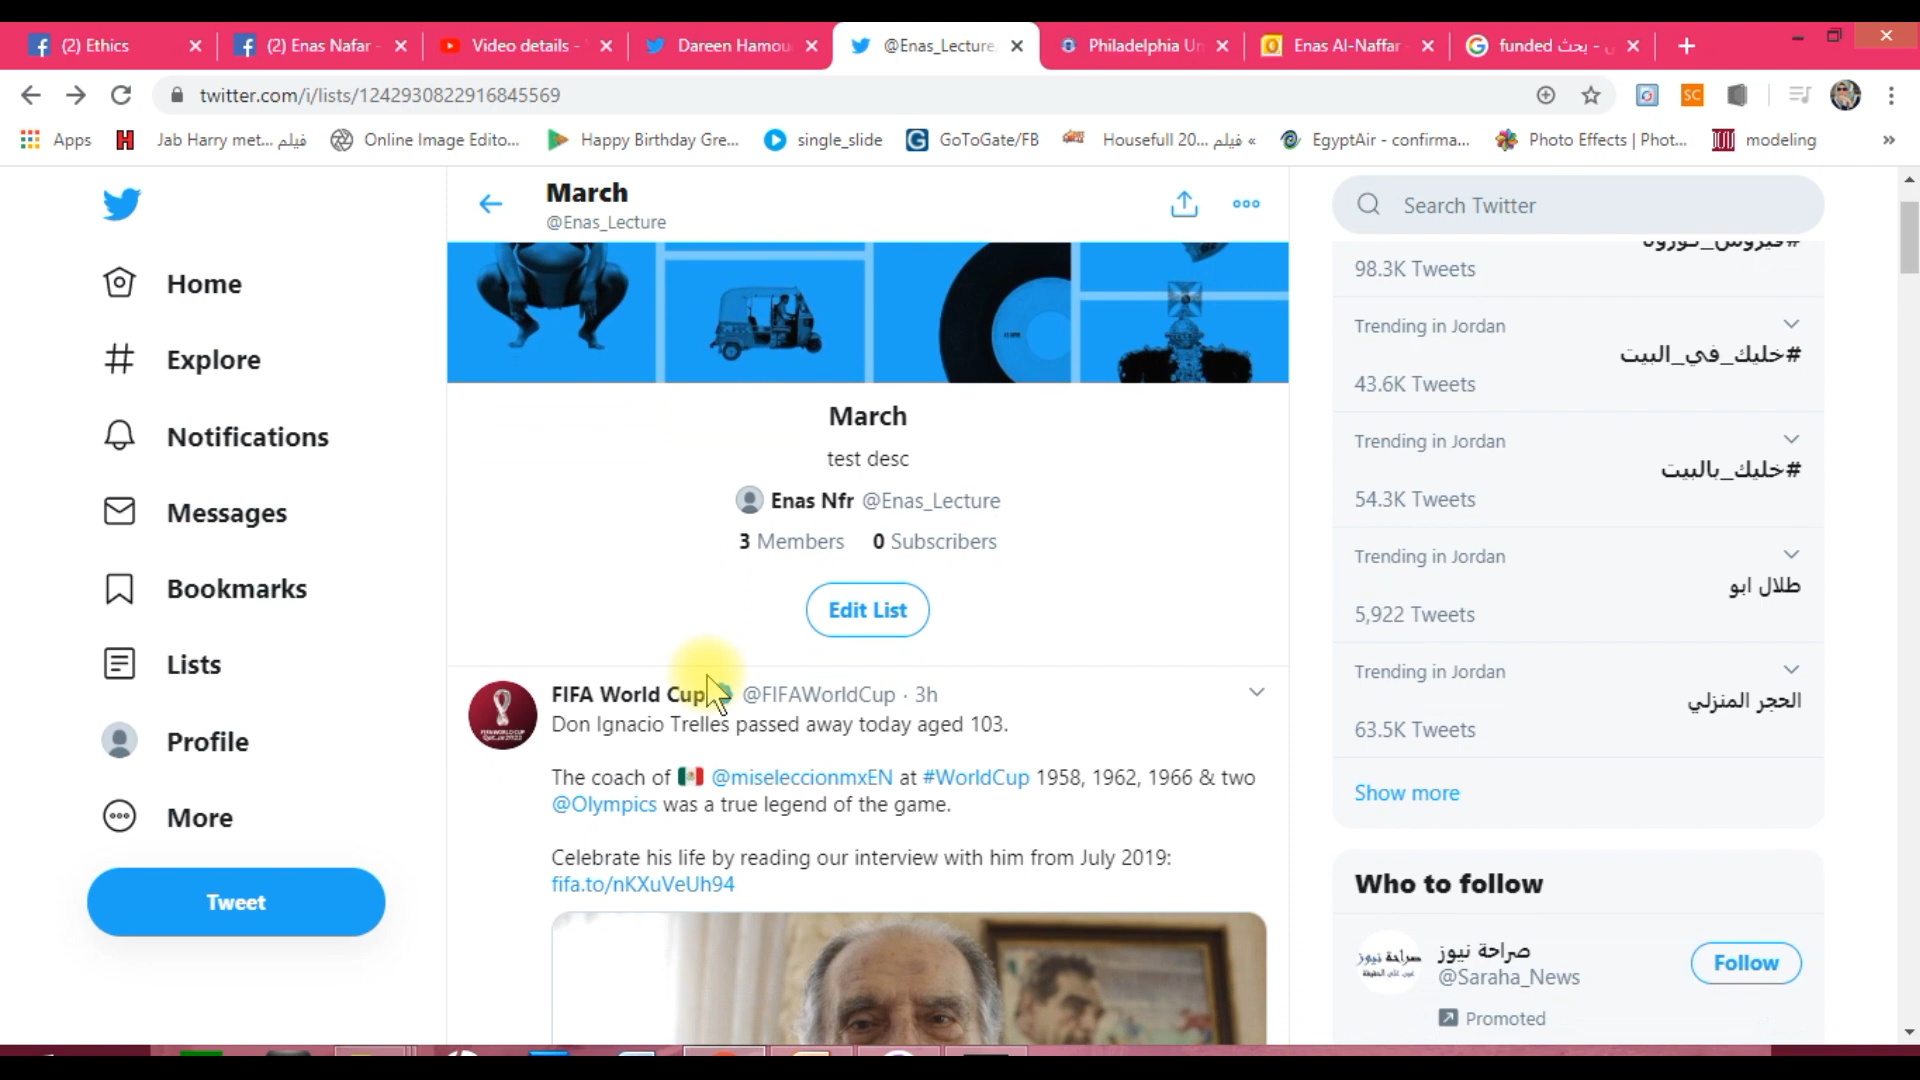 (2) Ethics
(2) Enas Nafar -
Video details -
Dareen Hamou
@Enas_Lecture
Philadelphia Un
Enas Al-Naffar
funded بحث -
twitter.com/i/lists/1242930822916845569
SC
Apps
Jab Harry met... فيلم
Online Image Edito...
Happy Birthday Gre...
single_slide
GoToGate/FB
Housefull 20... فيلم »
EgyptAir - confirma...
Photo Effects | Phot...
modeling
March
@Enas_Lecture
Search Twitter
Home
Explore
Notifications
Messages
Bookmarks
Lists
Profile
More
Tweet
March
test desc
Enas Nfr @Enas_Lecture
3 Members 0 Subscribers
Edit List
FIFA World Cup @FIFAWorldCup · 3h
Don Ignacio Trelles passed away today aged 103.
The coach of @miseleccionmxEN at #WorldCup 1958, 1962, 1966 & two
@Olympics was a true legend of the game.
Celebrate his life by reading our interview with him from July 2019:
fifa.to/nKXuVeUh94
98.3K Tweets
Trending in Jordan
#خليك_في_البيت
43.6K Tweets
Trending in Jordan
#خليك_بالبيت
54.3K Tweets
Trending in Jordan
طلال ابو
5,922 Tweets
Trending in Jordan
الحجر المنزلي
63.5K Tweets
Show more
Who to follow
صراحة نيوز
@Saraha_News
Follow
Promoted